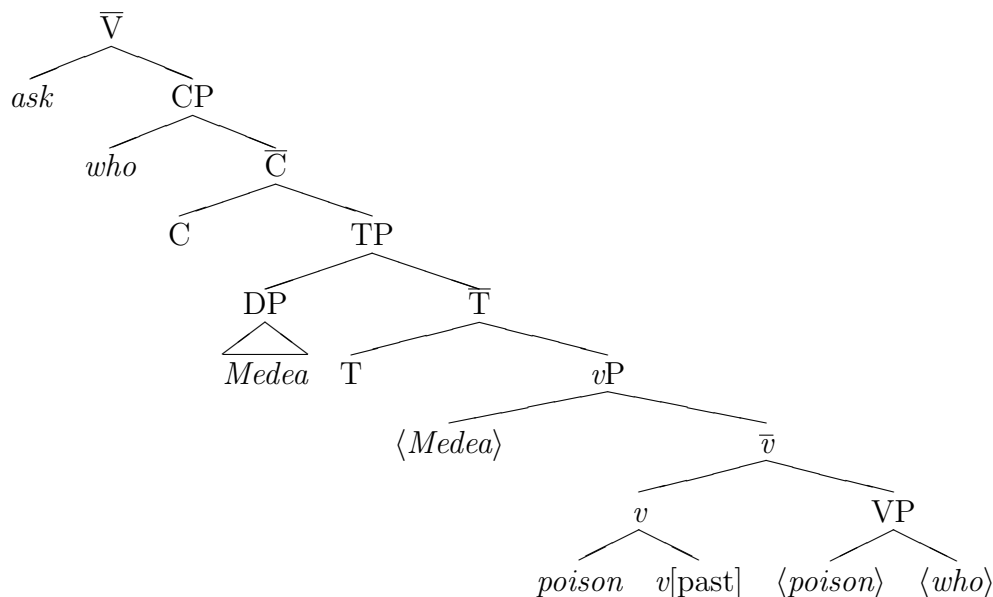 V̅
ask CP
who C̅
C TP
DP T̅
Medea T vP
⟨Medea⟩ v̅
v VP
poison v[past] ⟨poison⟩ ⟨who⟩